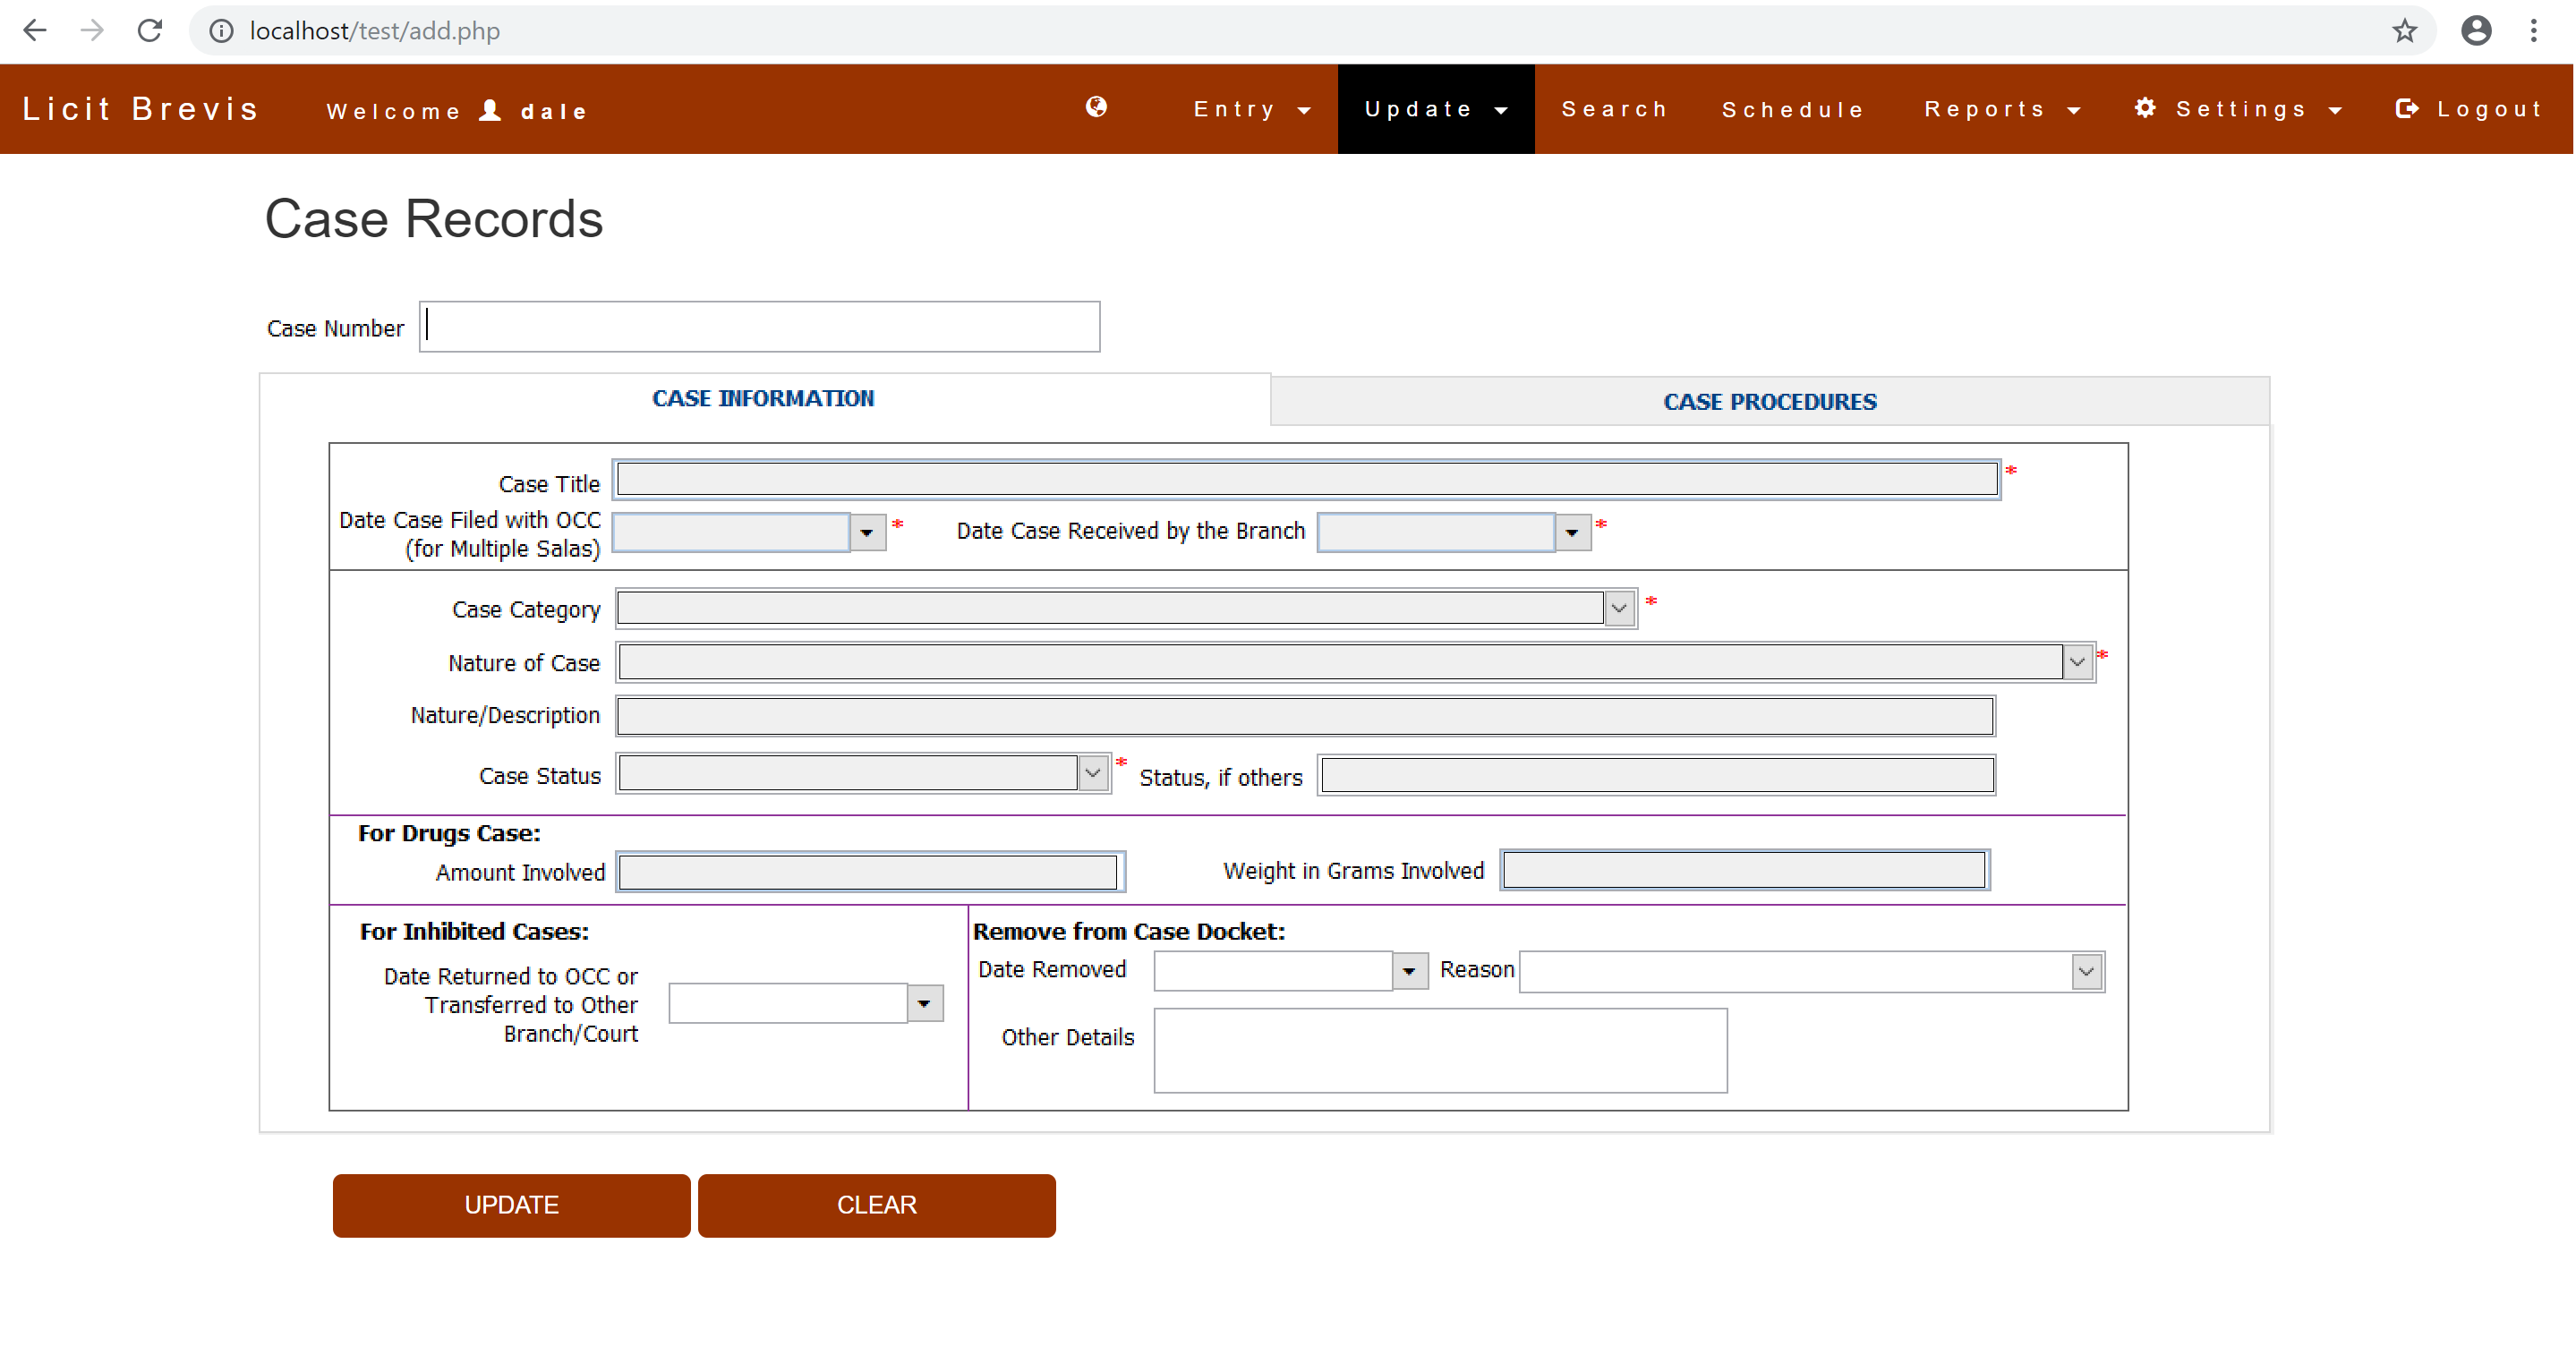 localhost/test/add.php
Licit Brevis Welcome dale Entry Update Search Schedule Reports Settings Logout
Case Records
Case Number
CASE INFORMATION CASE PROCEDURES
Case Title *
Date Case Filed with OCC
(for Multiple Salas) * Date Case Received by the Branch *
Case Category *
Nature of Case *
Nature/Description
Case Status * Status, if others
For Drugs Case:
Amount Involved Weight in Grams Involved
For Inhibited Cases:
Date Returned to OCC or
Transferred to Other
Branch/Court
Remove from Case Docket:
Date Removed Reason
Other Details
UPDATE CLEAR